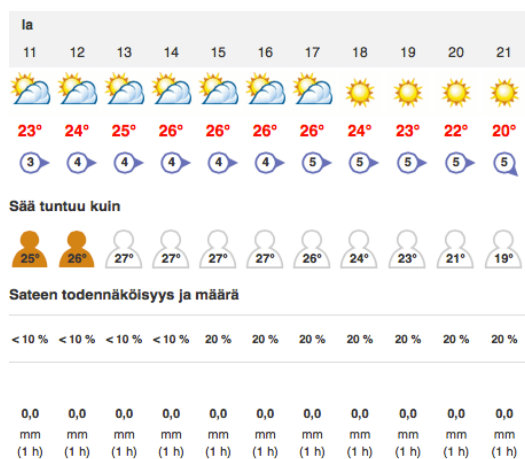 la
11 12 13 14 15 16 17 18 19 20 21
23° 24° 25° 26° 26° 26° 26° 24° 23° 22° 20°
3 4 4 4 4 4 5 5 5 5 5
Sää tuntuu kuin
25° 26° 27° 27° 27° 27° 26° 24° 23° 21° 19°
Sateen todennäköisyys ja määrä
< 10 % < 10 % < 10 % < 10 % 20 % 20 % 20 % 20 % 20 % 20 % 20 %
0,0 0,0 0,0 0,0 0,0 0,0 0,0 0,0 0,0 0,0 0,0
mm mm mm mm mm mm mm mm mm mm mm
(1 h) (1 h) (1 h) (1 h) (1 h) (1 h) (1 h) (1 h) (1 h) (1 h) (1 h)